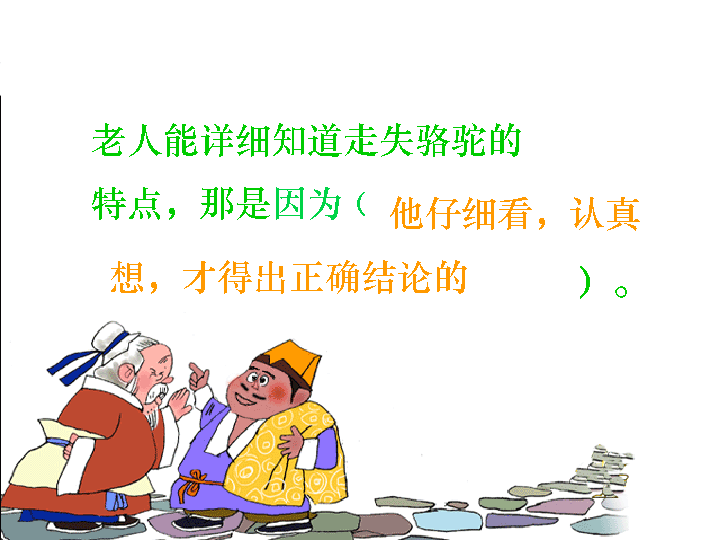 老人能详细知道走失骆驼的
特点，那是因为（ 他仔细看，认真
想，才得出正确结论的 ）。